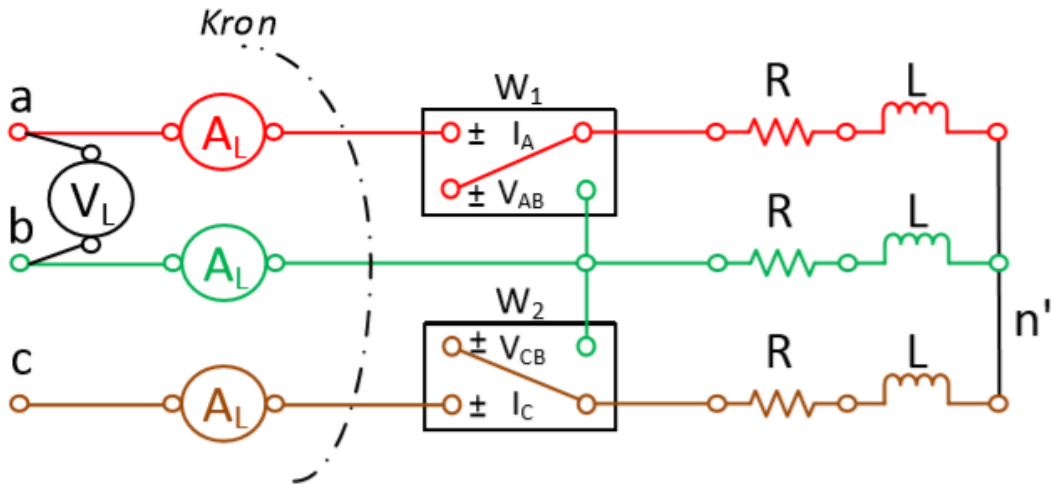 Kron
a
A_L
W₁
± I_A
± V_AB
R
L
V_L
b
A_L
R
L
n'
W₂
± V_CB
± I_C
c
A_L
R
L